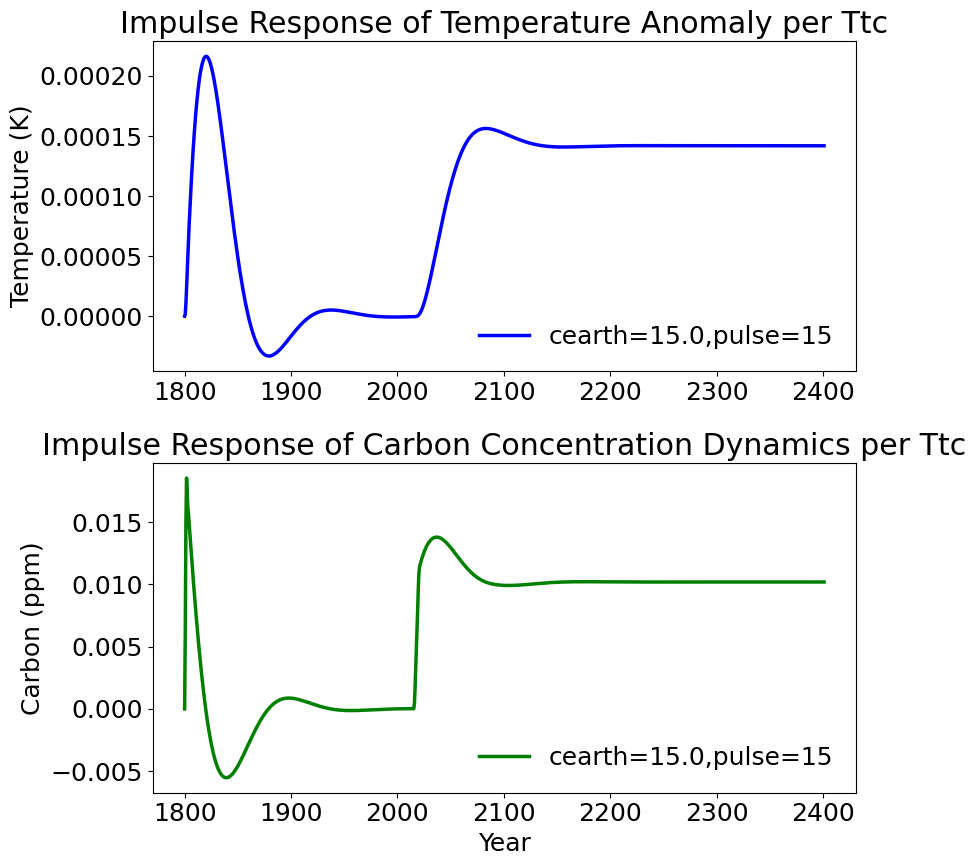 Impulse Response of Temperature Anomaly per Ttc
Temperature (K)
0.00020
0.00015
0.00010
0.00005
0.00000
cearth=15.0,pulse=15
1800 1900 2000 2100 2200 2300 2400
Impulse Response of Carbon Concentration Dynamics per Ttc
Carbon (ppm)
0.015
0.010
0.005
0.000
−0.005
cearth=15.0,pulse=15
1800 1900 2000 2100 2200 2300 2400
Year